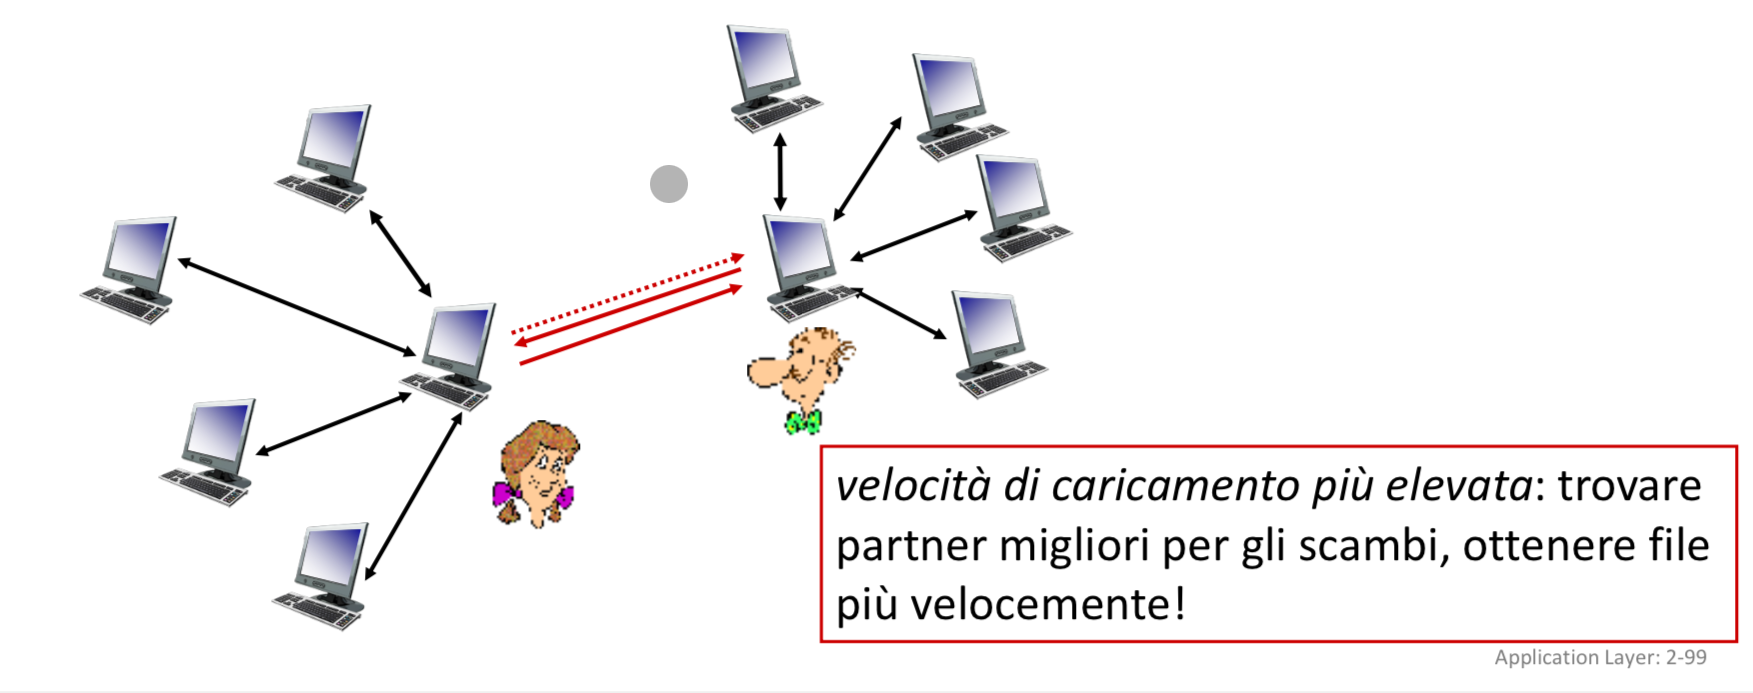 velocità di caricamento più elevata: trovare
partner migliori per gli scambi, ottenere file
più velocemente!
Application Layer: 2-99